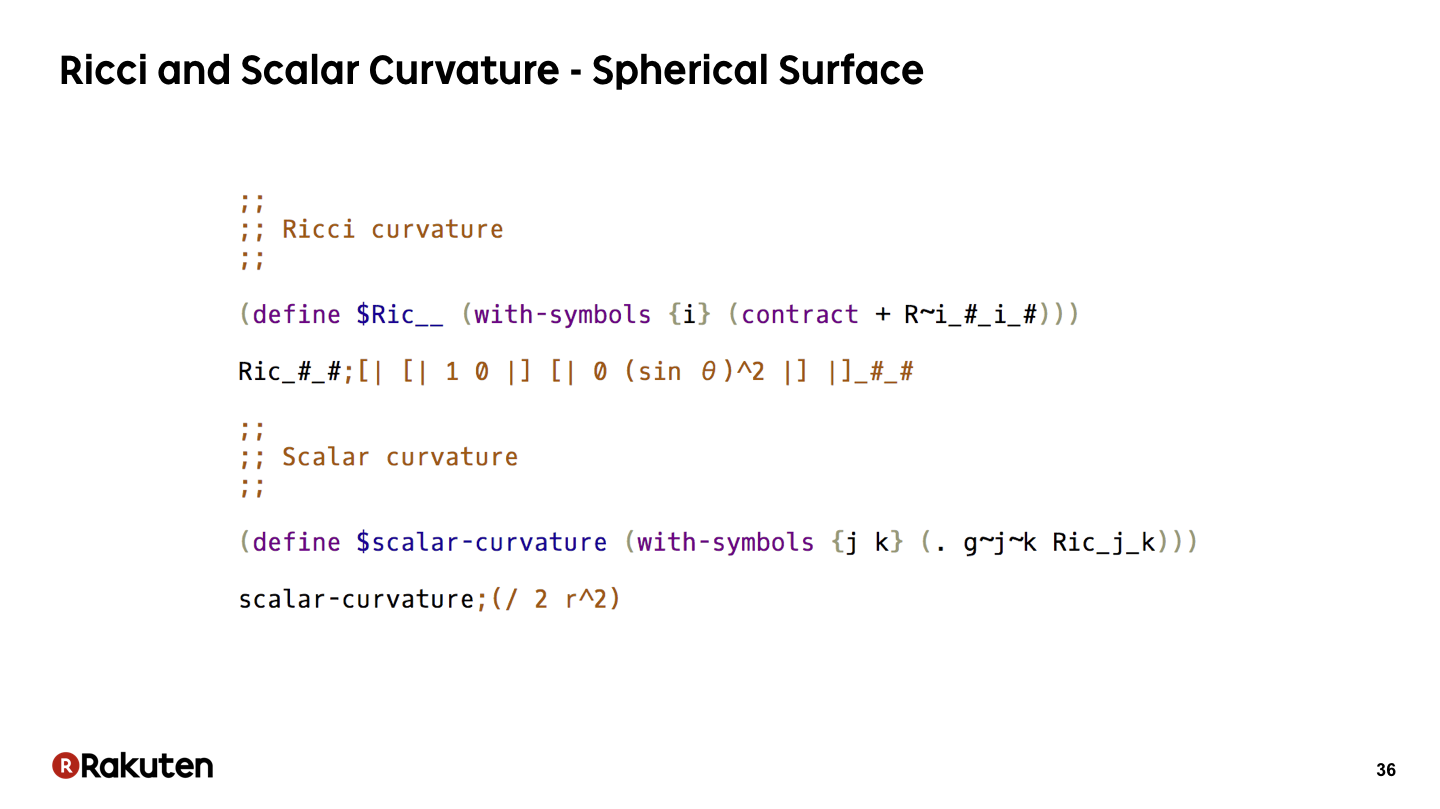 Ricci and Scalar Curvature - Spherical Surface
;;
;; Ricci curvature
;;
(define $Ric__ (with-symbols {i} (contract + R~i_#_i_#)))
Ric_#_#;[| [| 1 0 |] [| 0 (sin θ)^2 |] |]_#_#
;;
;; Scalar curvature
;;
(define $scalar-curvature (with-symbols {j k} (. g~j~k Ric_j_k)))
scalar-curvature;(/ 2 r^2)
R Rakuten
36